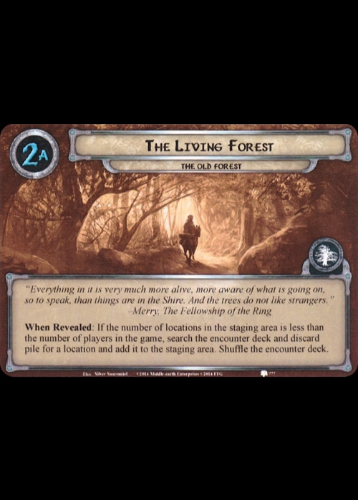 2A
THE LIVING FOREST
THE OLD FOREST
"Everything in it is very much more alive, more aware of what is going on,
so to speak, than things are in the Shire. And the trees do not like strangers."
–Merry, The Fellowship of the Ring
When Revealed: If the number of locations in the staging area is less than
the number of players in the game, search the encounter deck and discard
pile for a location and add it to the staging area. Shuffle the encounter deck.
Illus. Silver Saaremäel ©2014 Middle-earth Enterprises ©2014 FFG